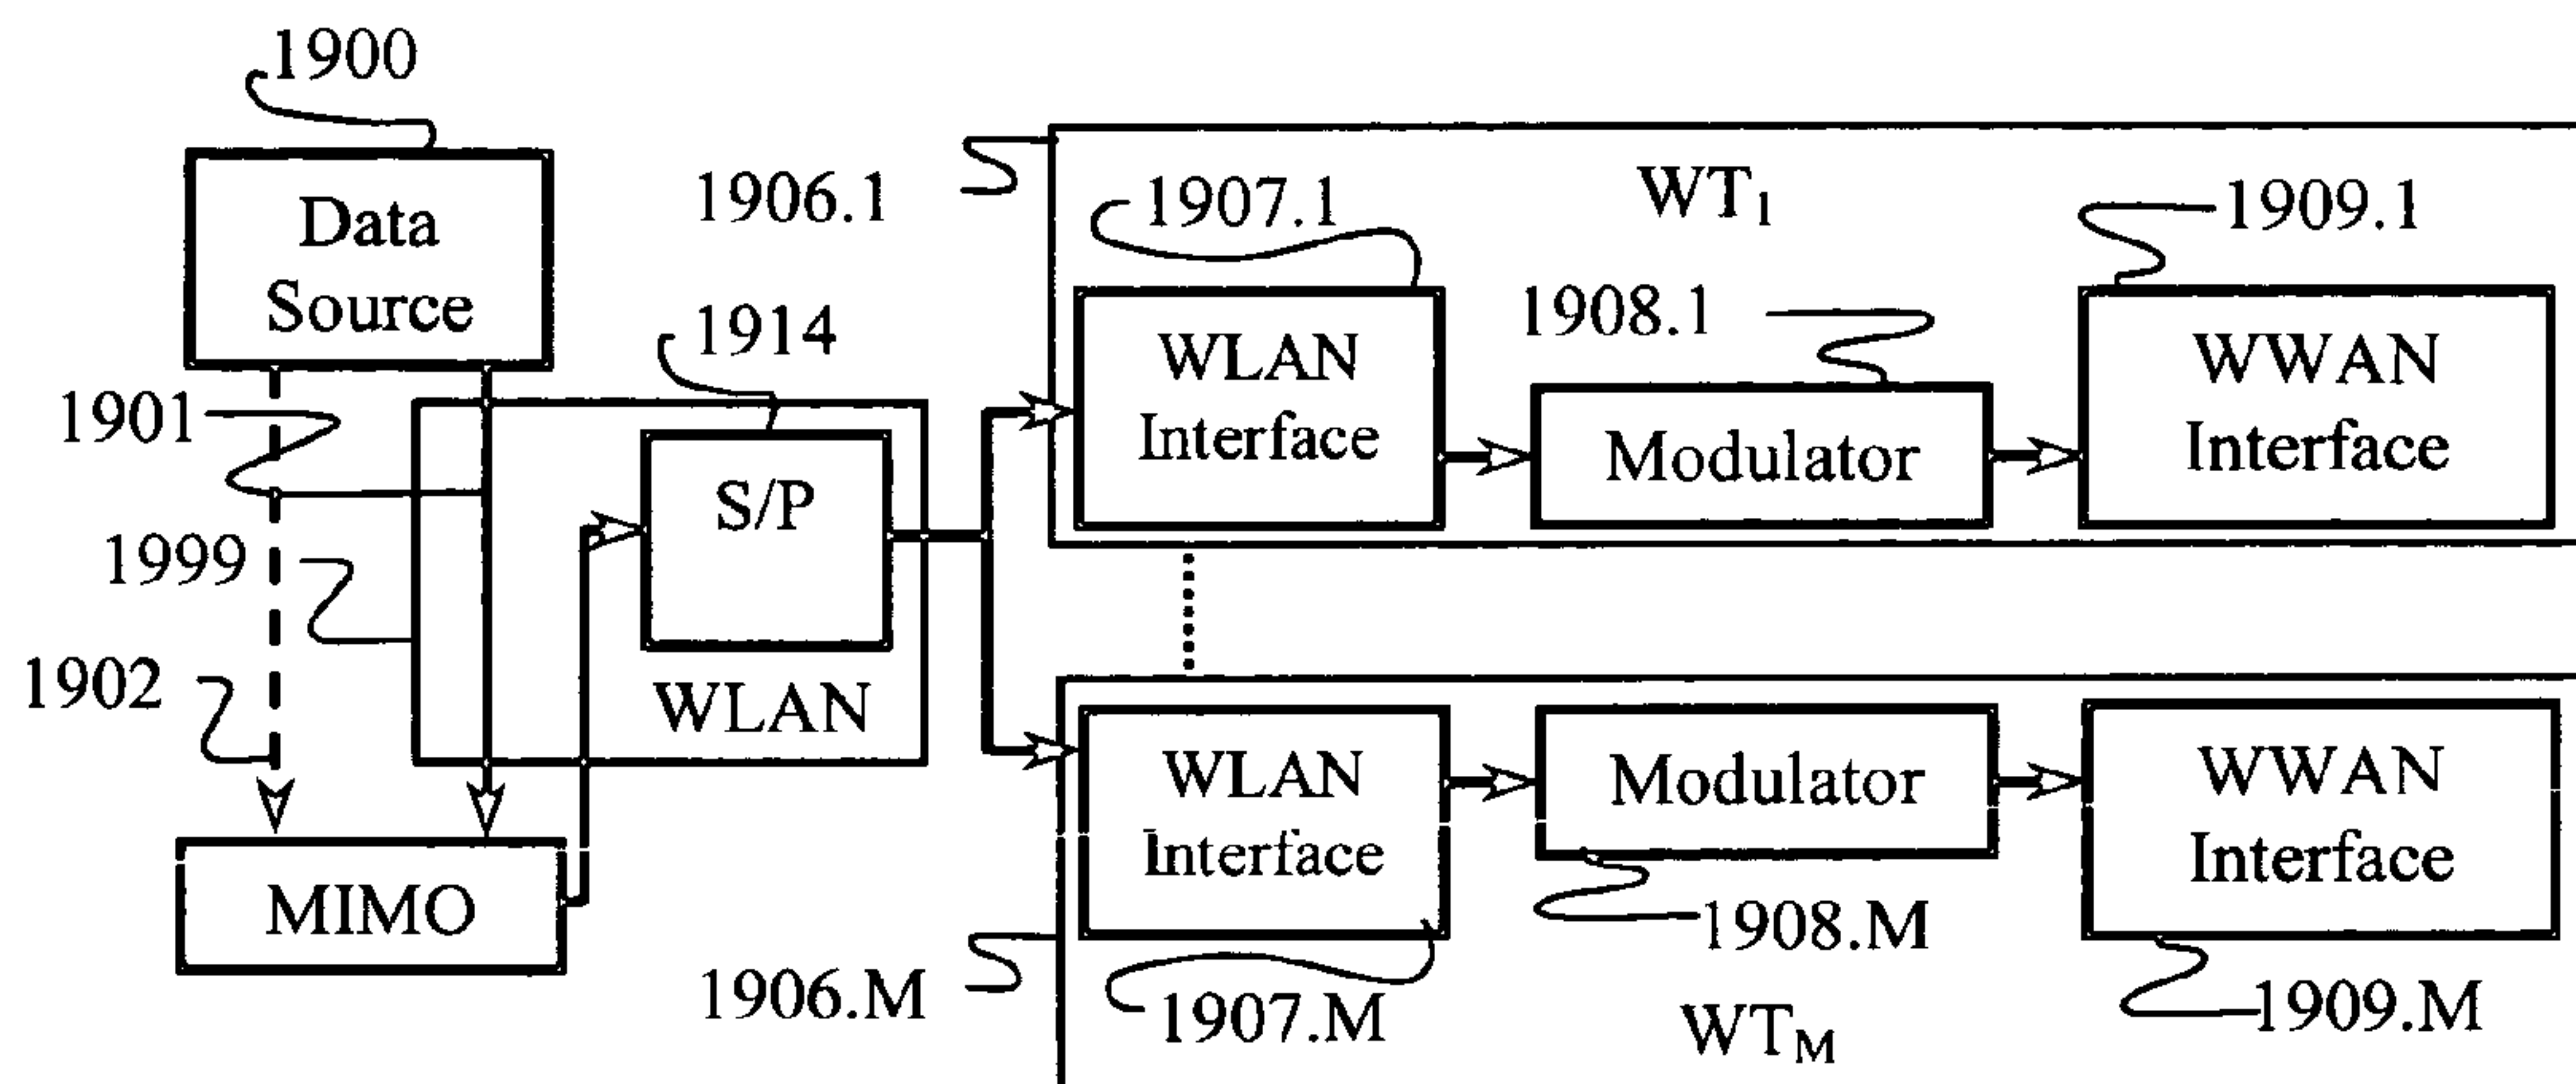 1900
Data
Source
1901
1999
1902
MIMO
1914
S/P
WLAN
1906.1
WT1
1907.1
WLAN
Interface
1908.1
Modulator
1909.1
WWAN
Interface
1906.M
WLAN
Interface
1907.M
Modulator
1908.M
WTM
WWAN
Interface
1909.M